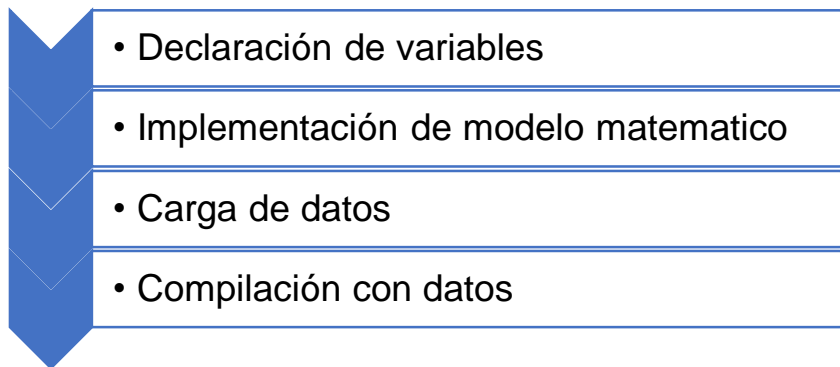 • Declaración de variables
• Implementación de modelo matematico
• Carga de datos
• Compilación con datos